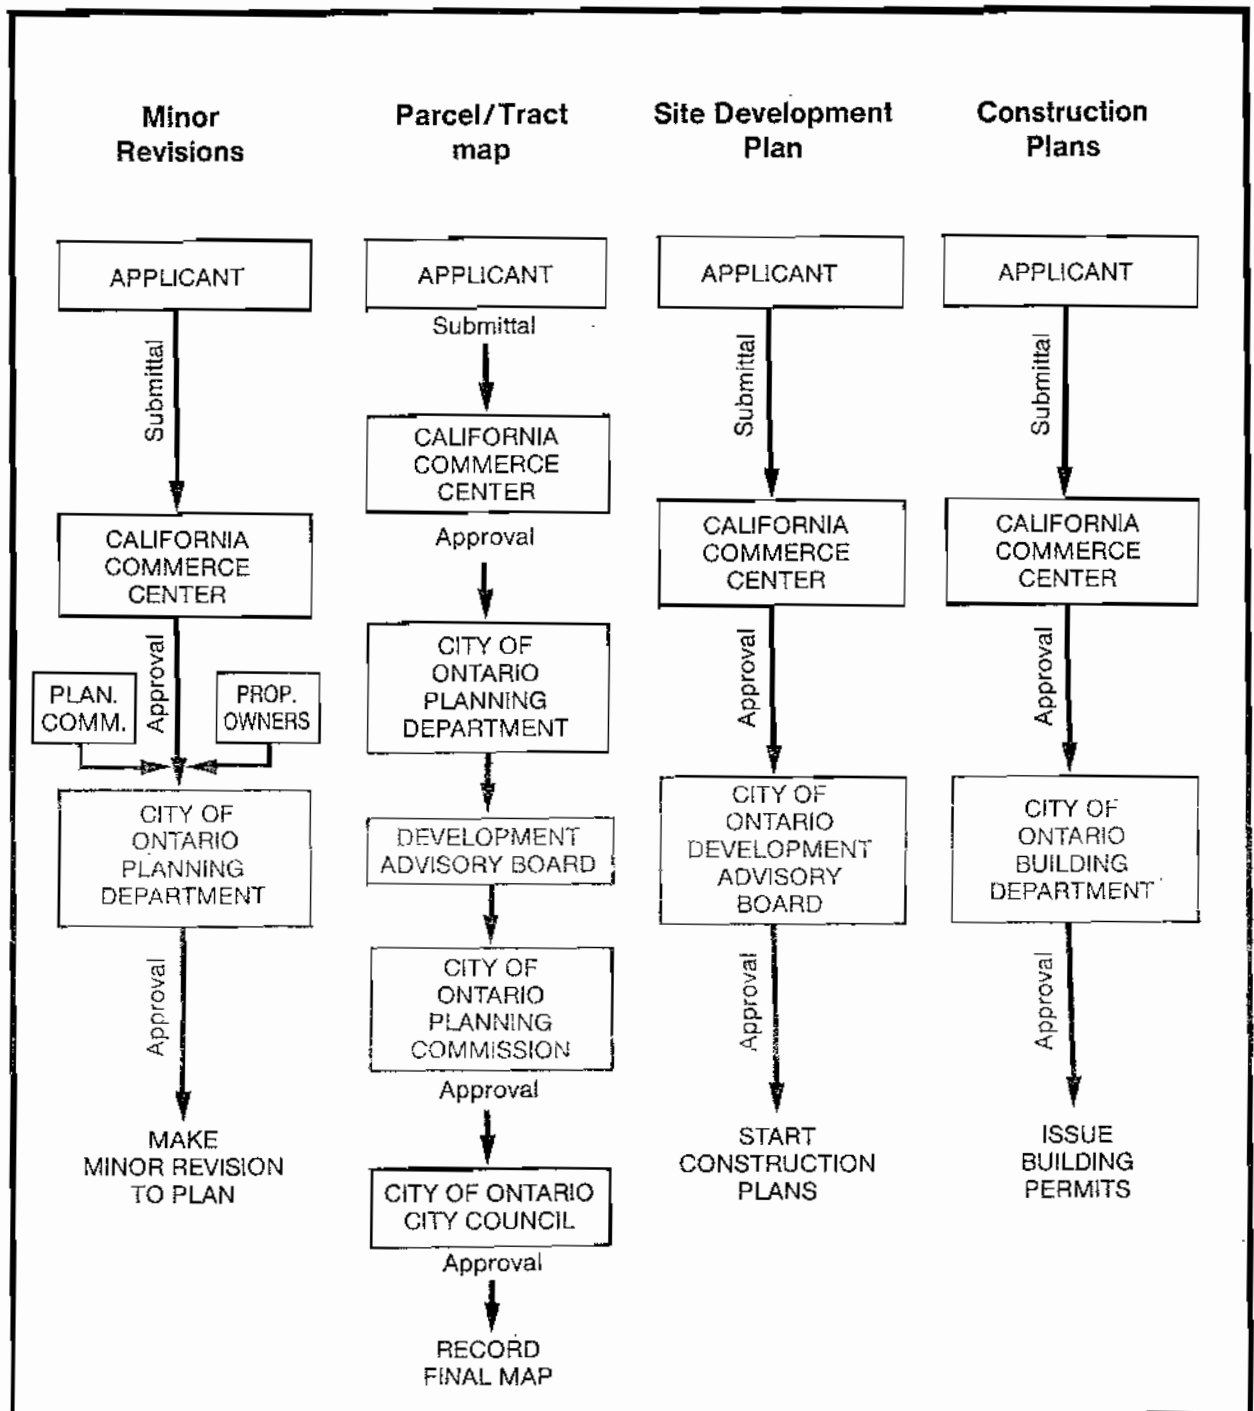 Minor
Revisions
APPLICANT
Submittal
CALIFORNIA
COMMERCE
CENTER
Approval
PLAN.
COMM.
PROP.
OWNERS
CITY OF
ONTARIO
PLANNING
DEPARTMENT
Approval
MAKE
MINOR REVISION
TO PLAN
Parcel/Tract
map
APPLICANT
Submittal
CALIFORNIA
COMMERCE
CENTER
Approval
CITY OF
ONTARIO
PLANNING
DEPARTMENT
DEVELOPMENT
ADVISORY BOARD
CITY OF
ONTARIO
PLANNING
COMMISSION
Approval
CITY OF ONTARIO
CITY COUNCIL
Approval
RECORD
FINAL MAP
Site Development
Plan
APPLICANT
Submittal
CALIFORNIA
COMMERCE
CENTER
Approval
CITY OF
ONTARIO
DEVELOPMENT
ADVISORY
BOARD
Approval
START
CONSTRUCTION
PLANS
Construction
Plans
APPLICANT
Submittal
CALIFORNIA
COMMERCE
CENTER
Approval
CITY OF
ONTARIO
BUILDING
DEPARTMENT
Approval
ISSUE
BUILDING
PERMITS